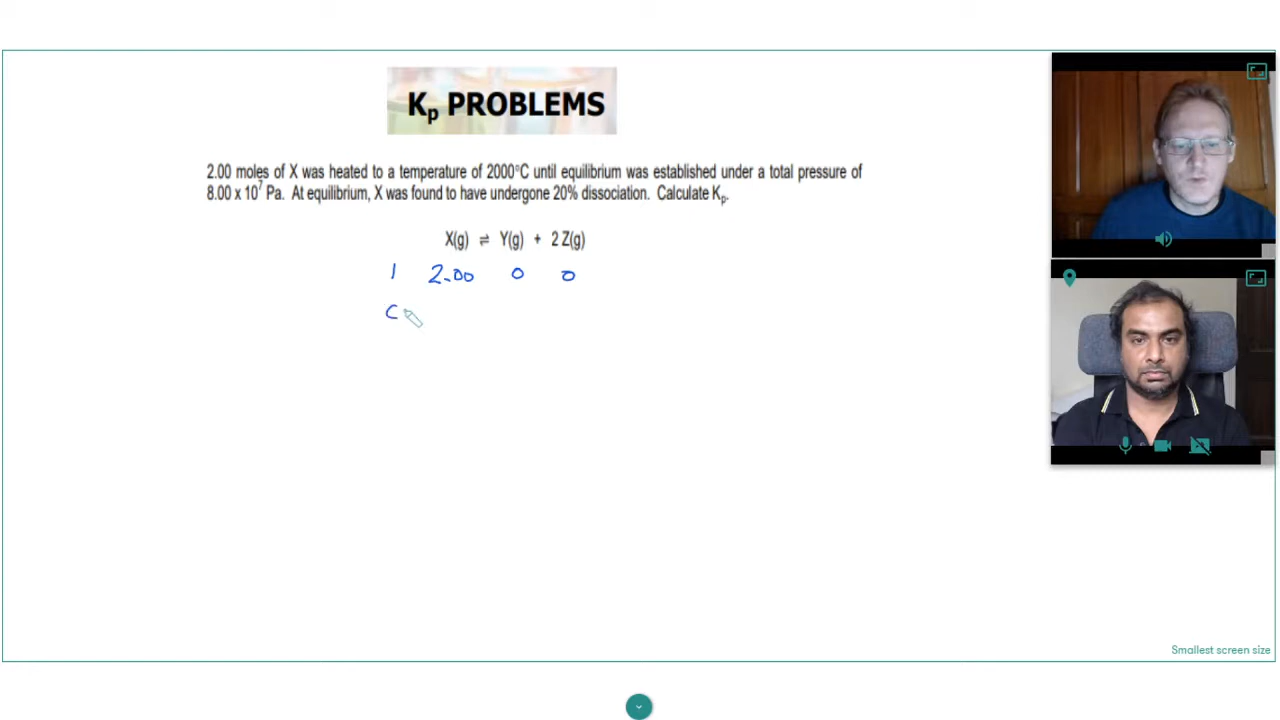 Kp PROBLEMS
2.00 moles of X was heated to a temperature of 2000°C until equilibrium was established under a total pressure of
8.00 x 10⁷ Pa. At equilibrium, X was found to have undergone 20% dissociation. Calculate Kp.
X(g) ⇌ Y(g) + 2 Z(g)
I 2.00 0 0
C
Smallest screen size